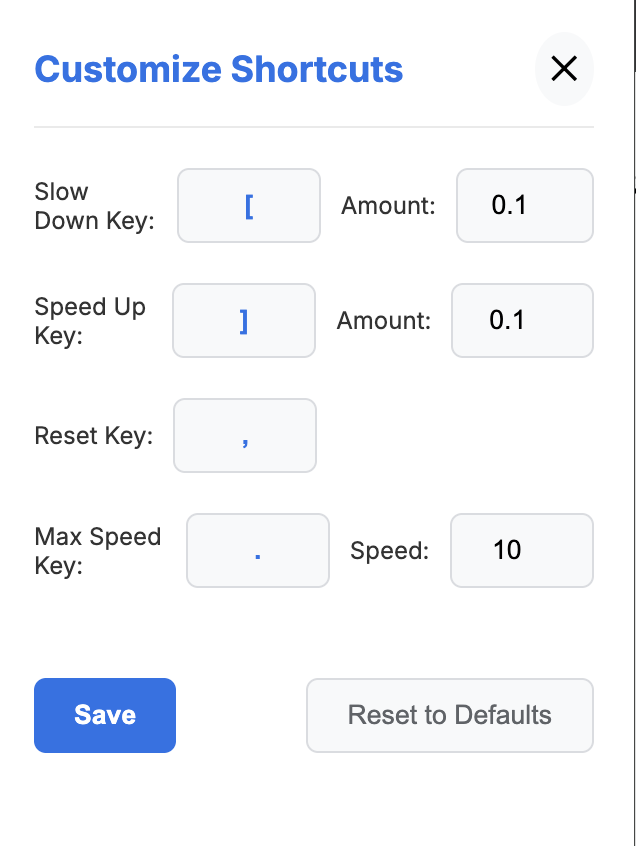 Customize Shortcuts
Slow
Down Key:
[
Amount:
0.1
Speed Up
Key:
]
Amount:
0.1
Reset Key:
,
Max Speed
Key:
.
Speed:
10
Save
Reset to Defaults